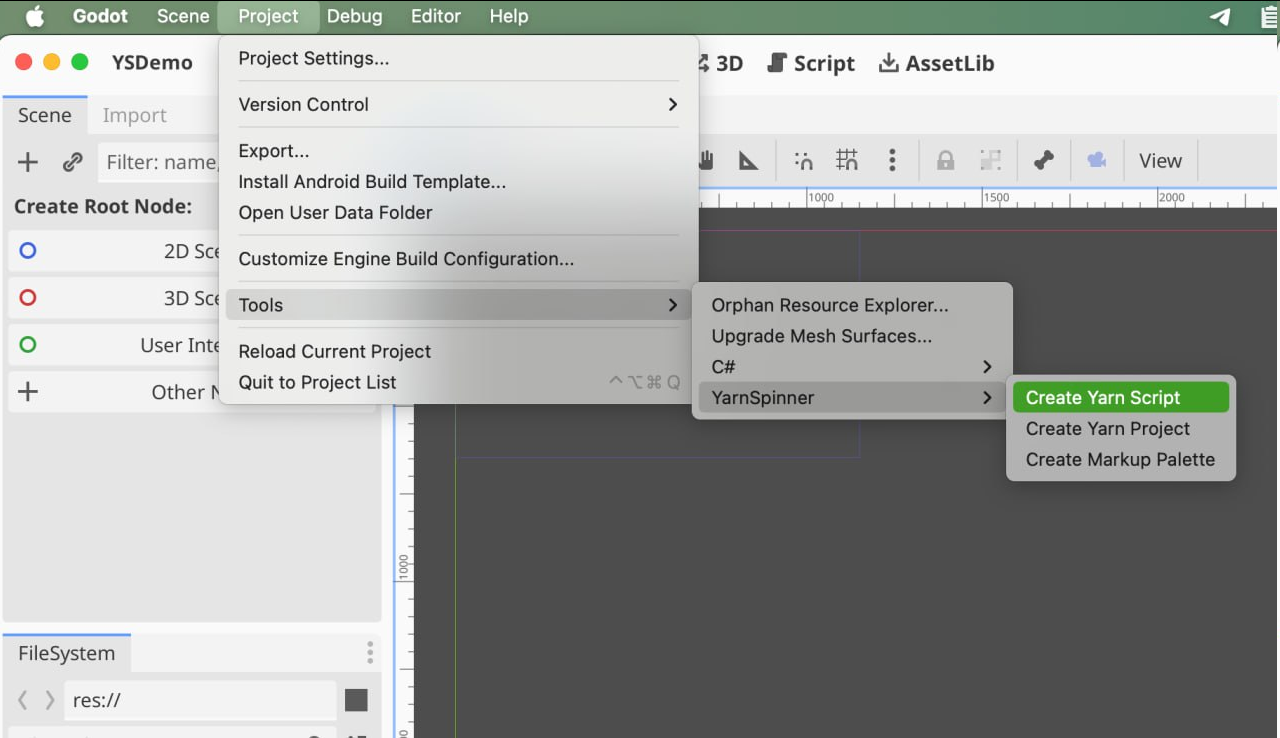 Godot Scene Project Debug Editor Help
YSDemo
3D Script AssetLib
Scene Import
Filter: name,
Create Root Node:
2D Sce
3D Sce
User Inte
Other N
Project Settings...
Version Control
Export...
Install Android Build Template...
Open User Data Folder
Customize Engine Build Configuration...
Tools
Reload Current Project
Quit to Project List ^⌥⌘Q
Orphan Resource Explorer...
Upgrade Mesh Surfaces...
C#
YarnSpinner
Create Yarn Script
Create Yarn Project
Create Markup Palette
View
1000 1500 2000
1000
FileSystem
res://